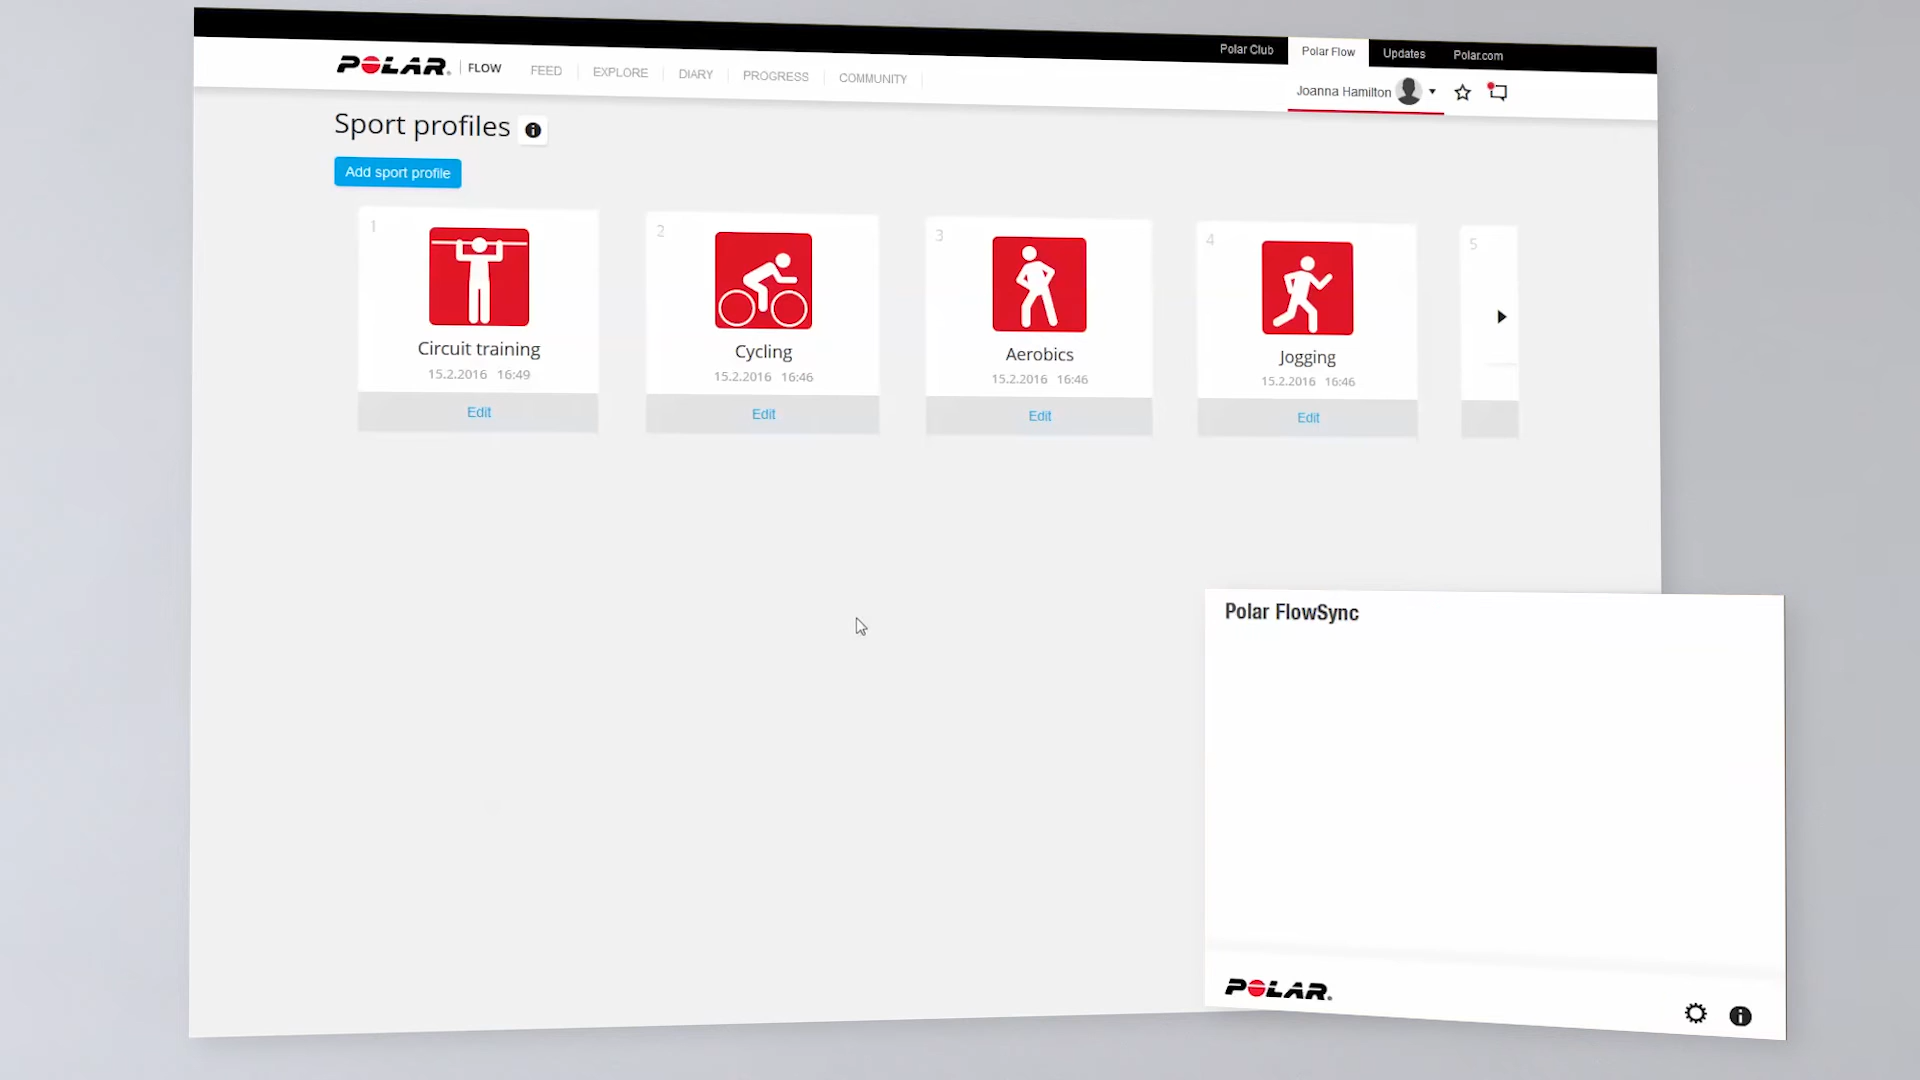 Polar Club Polar Flow Updates Polar.com
POLAR. FLOW FEED EXPLORE DIARY PROGRESS COMMUNITY Joanna Hamilton
Sport profiles i
Add sport profile
1
Circuit training
15.2.2016 16:49
Edit
2
Cycling
15.2.2016 16:46
Edit
3
Aerobics
15.2.2016 16:46
Edit
4
Jogging
15.2.2016 16:46
Edit
5
Polar FlowSync
POLAR.
i